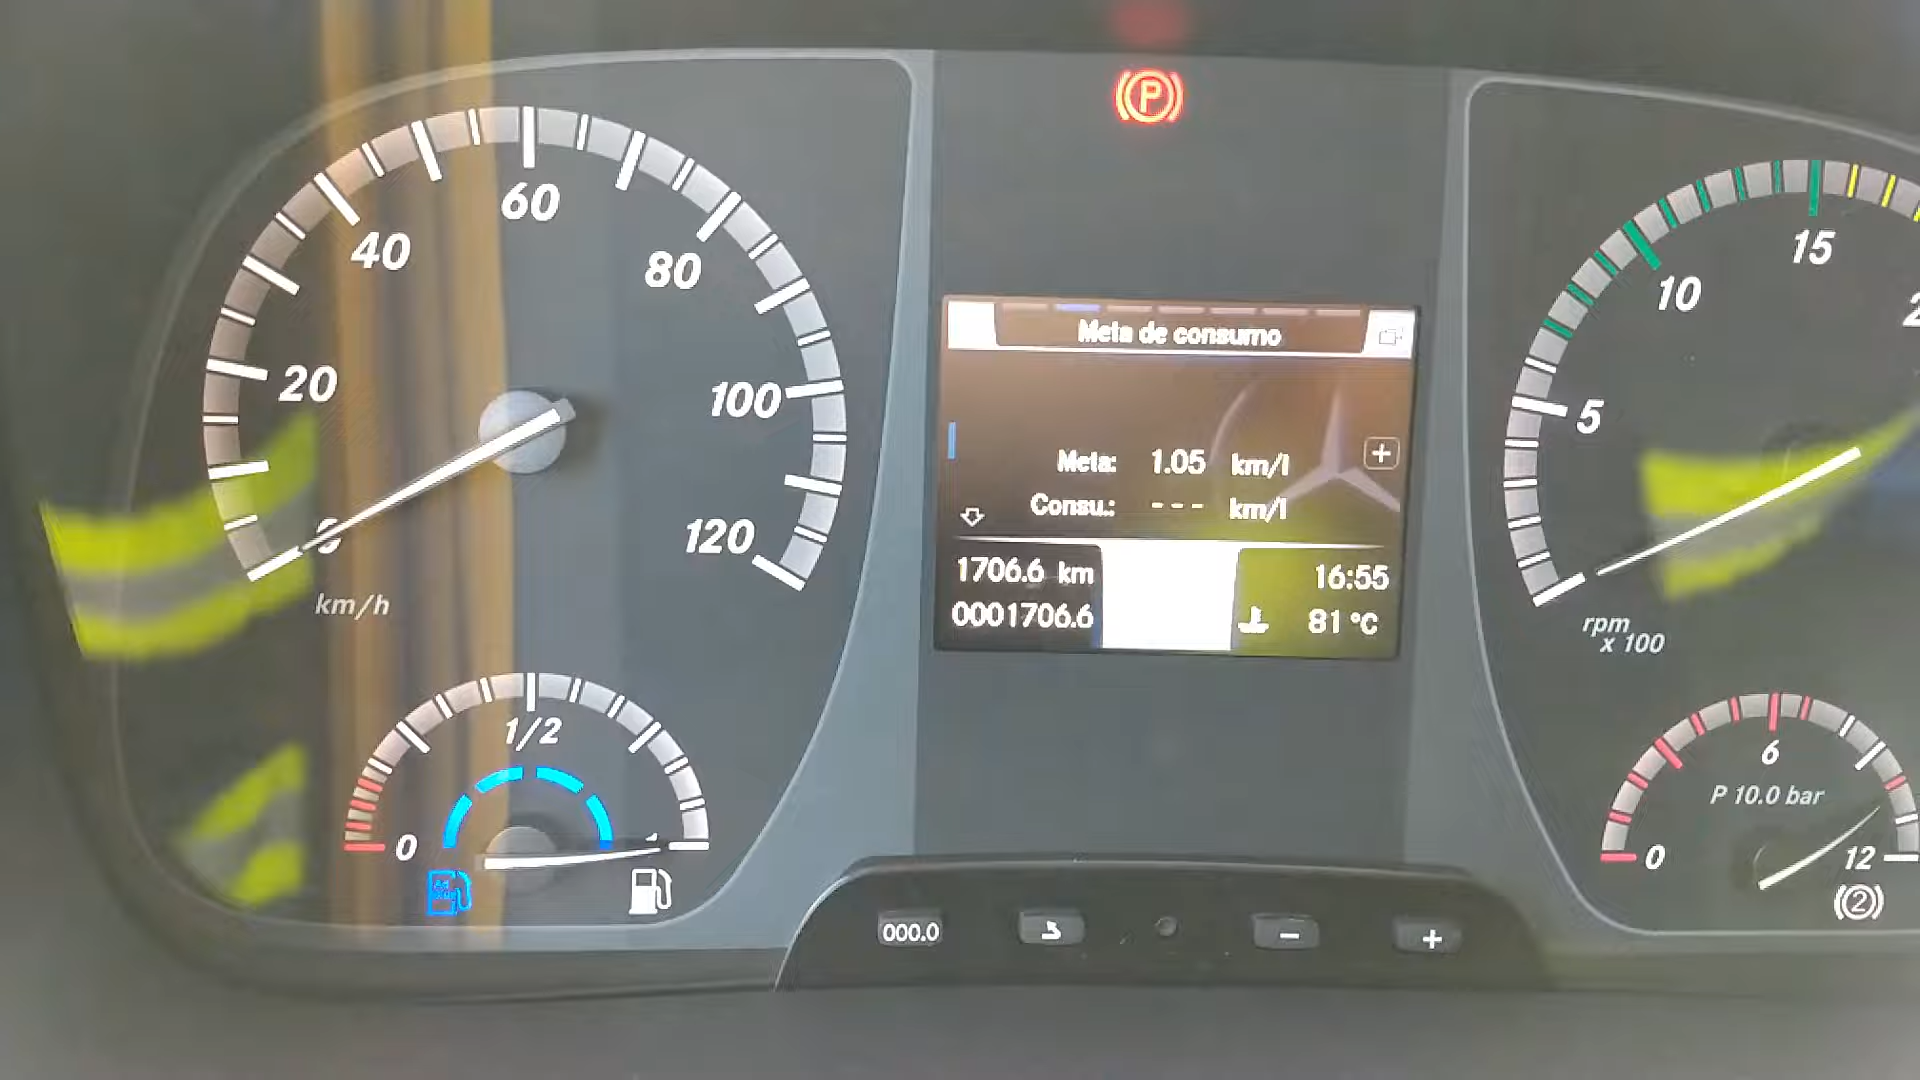 60
40
80
20
100
0
120
km/h
1/2
0
P
Meta de consumo
Meta: 1.05 km/l
Consu.: --- km/l
1706.6 km
0001706.6
16:55
81 °C
000.0
-
+
15
10
5
rpm
x 100
6
P 10.0 bar
0
12
2